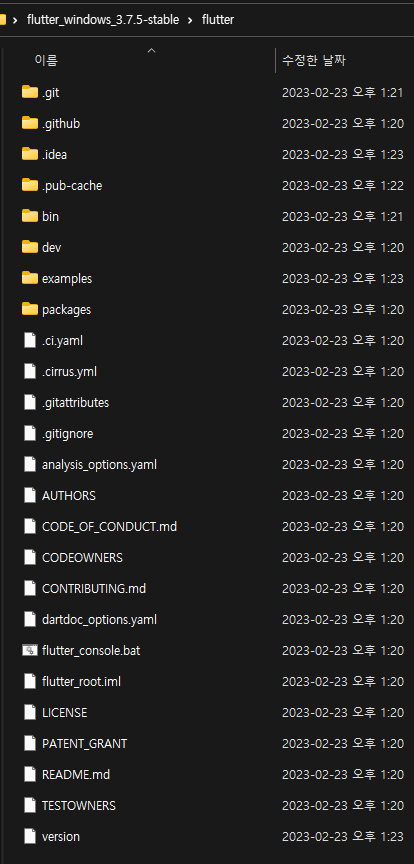 flutter_windows_3.7.5-stable > flutter
이름 수정한 날짜
.git 2023-02-23 오후 1:21
.github 2023-02-23 오후 1:20
.idea 2023-02-23 오후 1:23
.pub-cache 2023-02-23 오후 1:22
bin 2023-02-23 오후 1:21
dev 2023-02-23 오후 1:20
examples 2023-02-23 오후 1:23
packages 2023-02-23 오후 1:20
.ci.yaml 2023-02-23 오후 1:20
.cirrus.yml 2023-02-23 오후 1:20
.gitattributes 2023-02-23 오후 1:20
.gitignore 2023-02-23 오후 1:20
analysis_options.yaml 2023-02-23 오후 1:20
AUTHORS 2023-02-23 오후 1:20
CODE_OF_CONDUCT.md 2023-02-23 오후 1:20
CODEOWNERS 2023-02-23 오후 1:20
CONTRIBUTING.md 2023-02-23 오후 1:20
dartdoc_options.yaml 2023-02-23 오후 1:20
flutter_console.bat 2023-02-23 오후 1:20
flutter_root.iml 2023-02-23 오후 1:20
LICENSE 2023-02-23 오후 1:20
PATENT_GRANT 2023-02-23 오후 1:20
README.md 2023-02-23 오후 1:20
TESTOWNERS 2023-02-23 오후 1:20
version 2023-02-23 오후 1:23